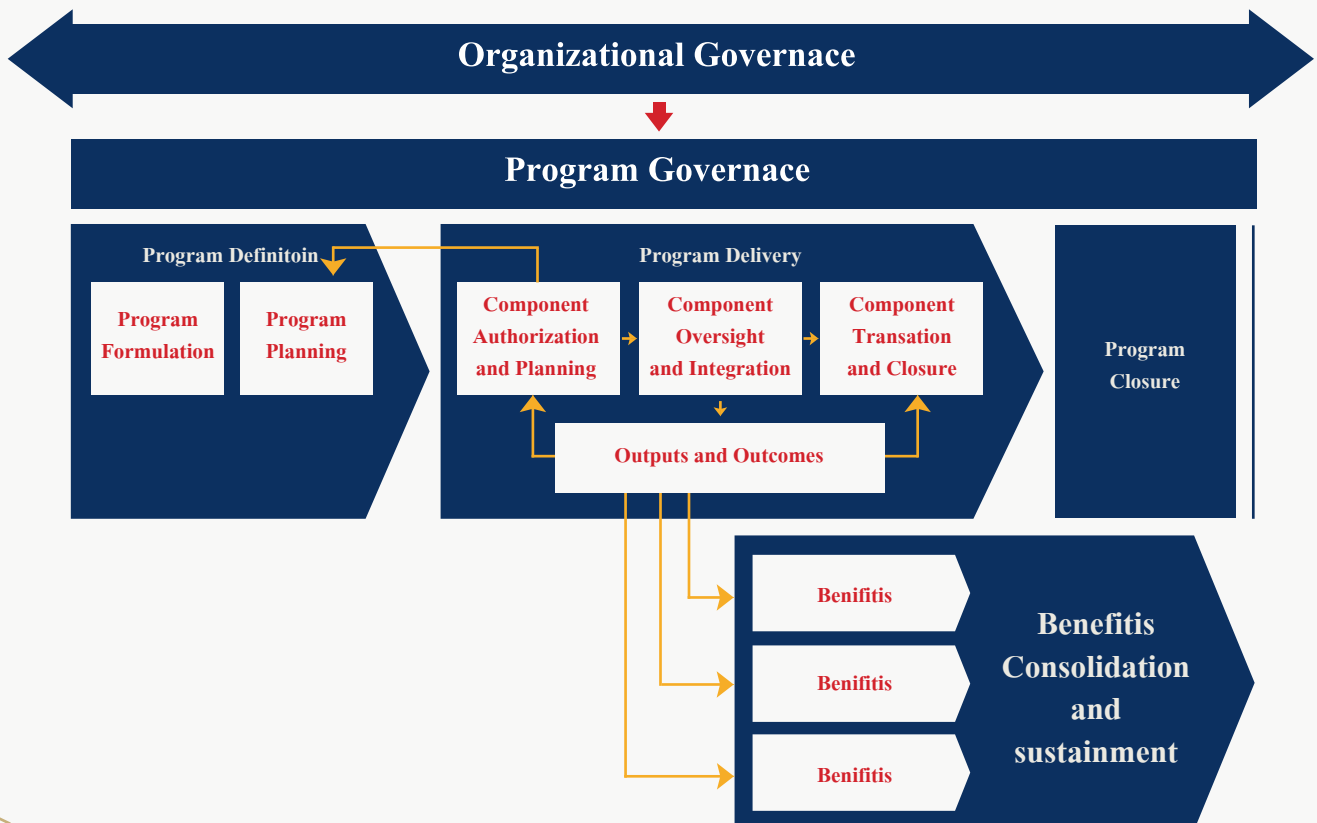 Organizational Governace
Program Governace
Program Definitoin
Program
Formulation
Program
Planning
Program Delivery
Component
Authorization
and Planning
Component
Oversight
and Integration
Component
Transation
and Closure
Outputs and Outcomes
Program
Closure
Benifitis
Benifitis
Benifitis
Benefitis
Consolidation
and
sustainment